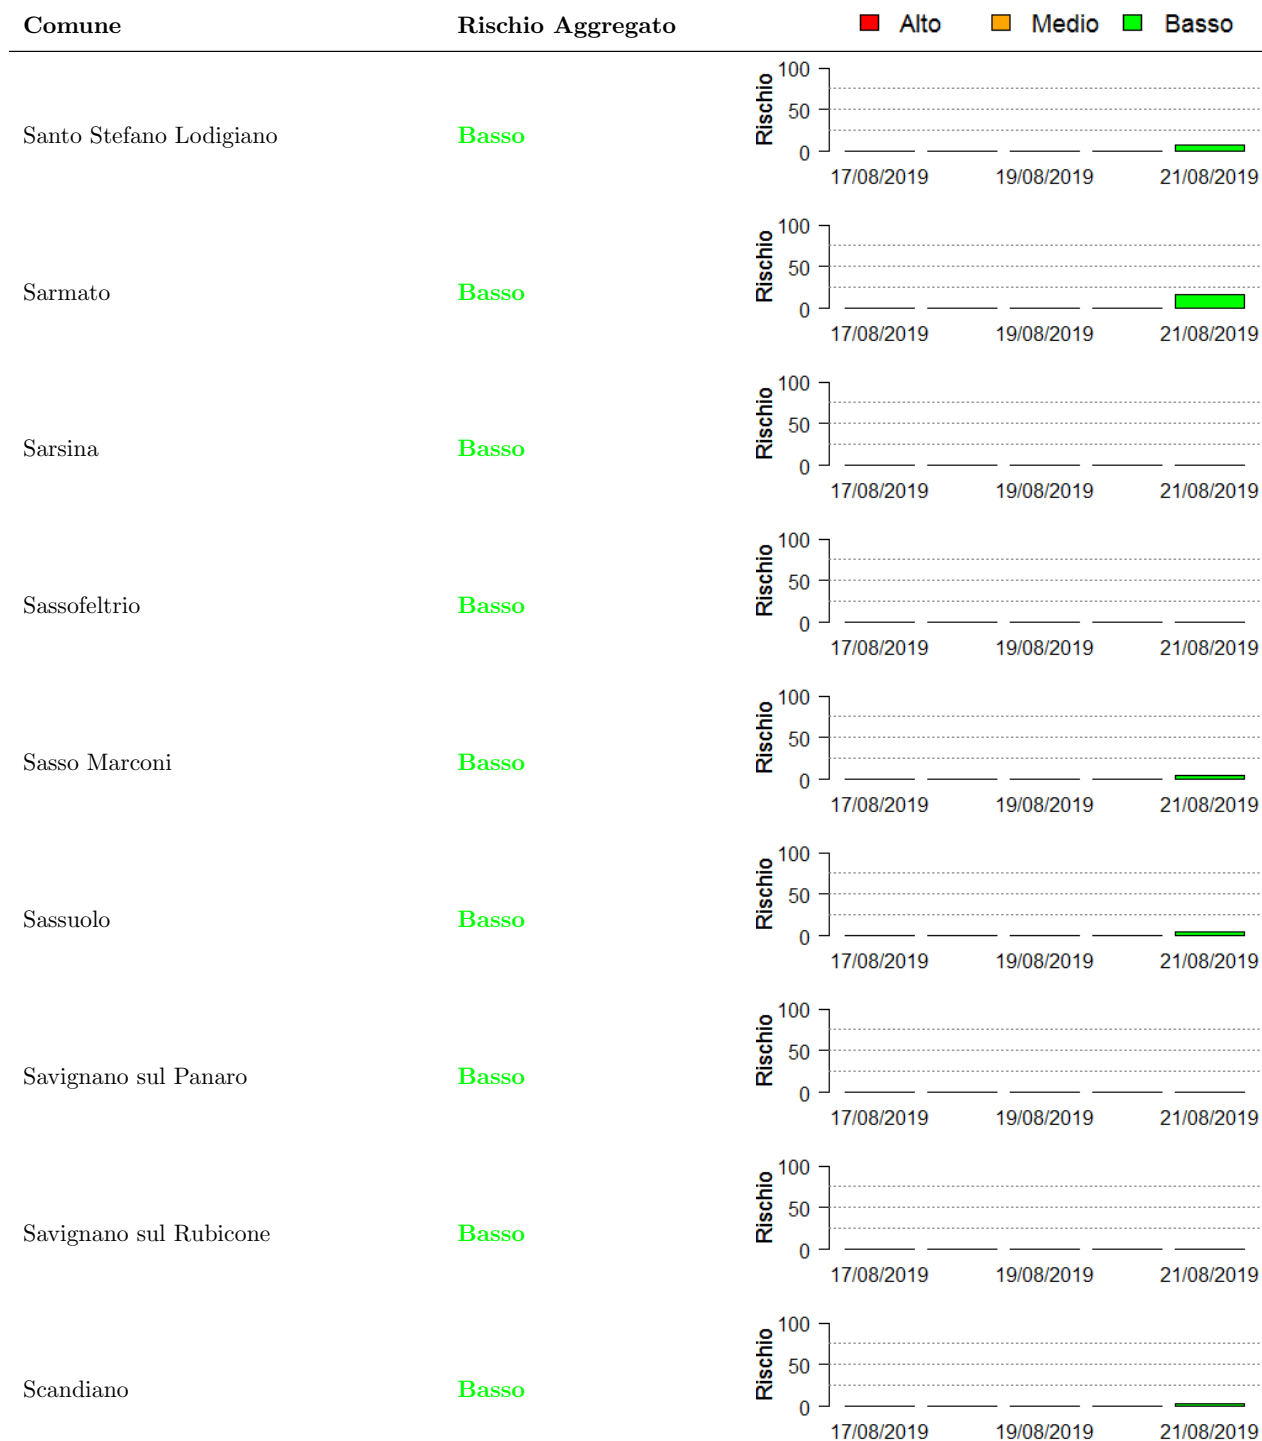 Comune Rischio Aggregato Alto Medio Basso
100
50
0
Rischio
Santo Stefano Lodigiano Basso
17/08/2019 19/08/2019 21/08/2019
100
50
0
Rischio
Sarmato Basso
17/08/2019 19/08/2019 21/08/2019
100
50
0
Rischio
Sarsina Basso
17/08/2019 19/08/2019 21/08/2019
100
50
0
Rischio
Sassofeltrio Basso
17/08/2019 19/08/2019 21/08/2019
100
50
0
Rischio
Sasso Marconi Basso
17/08/2019 19/08/2019 21/08/2019
100
50
0
Rischio
Sassuolo Basso
17/08/2019 19/08/2019 21/08/2019
100
50
0
Rischio
Savignano sul Panaro Basso
17/08/2019 19/08/2019 21/08/2019
100
50
0
Rischio
Savignano sul Rubicone Basso
17/08/2019 19/08/2019 21/08/2019
100
50
0
Rischio
Scandiano Basso
17/08/2019 19/08/2019 21/08/2019